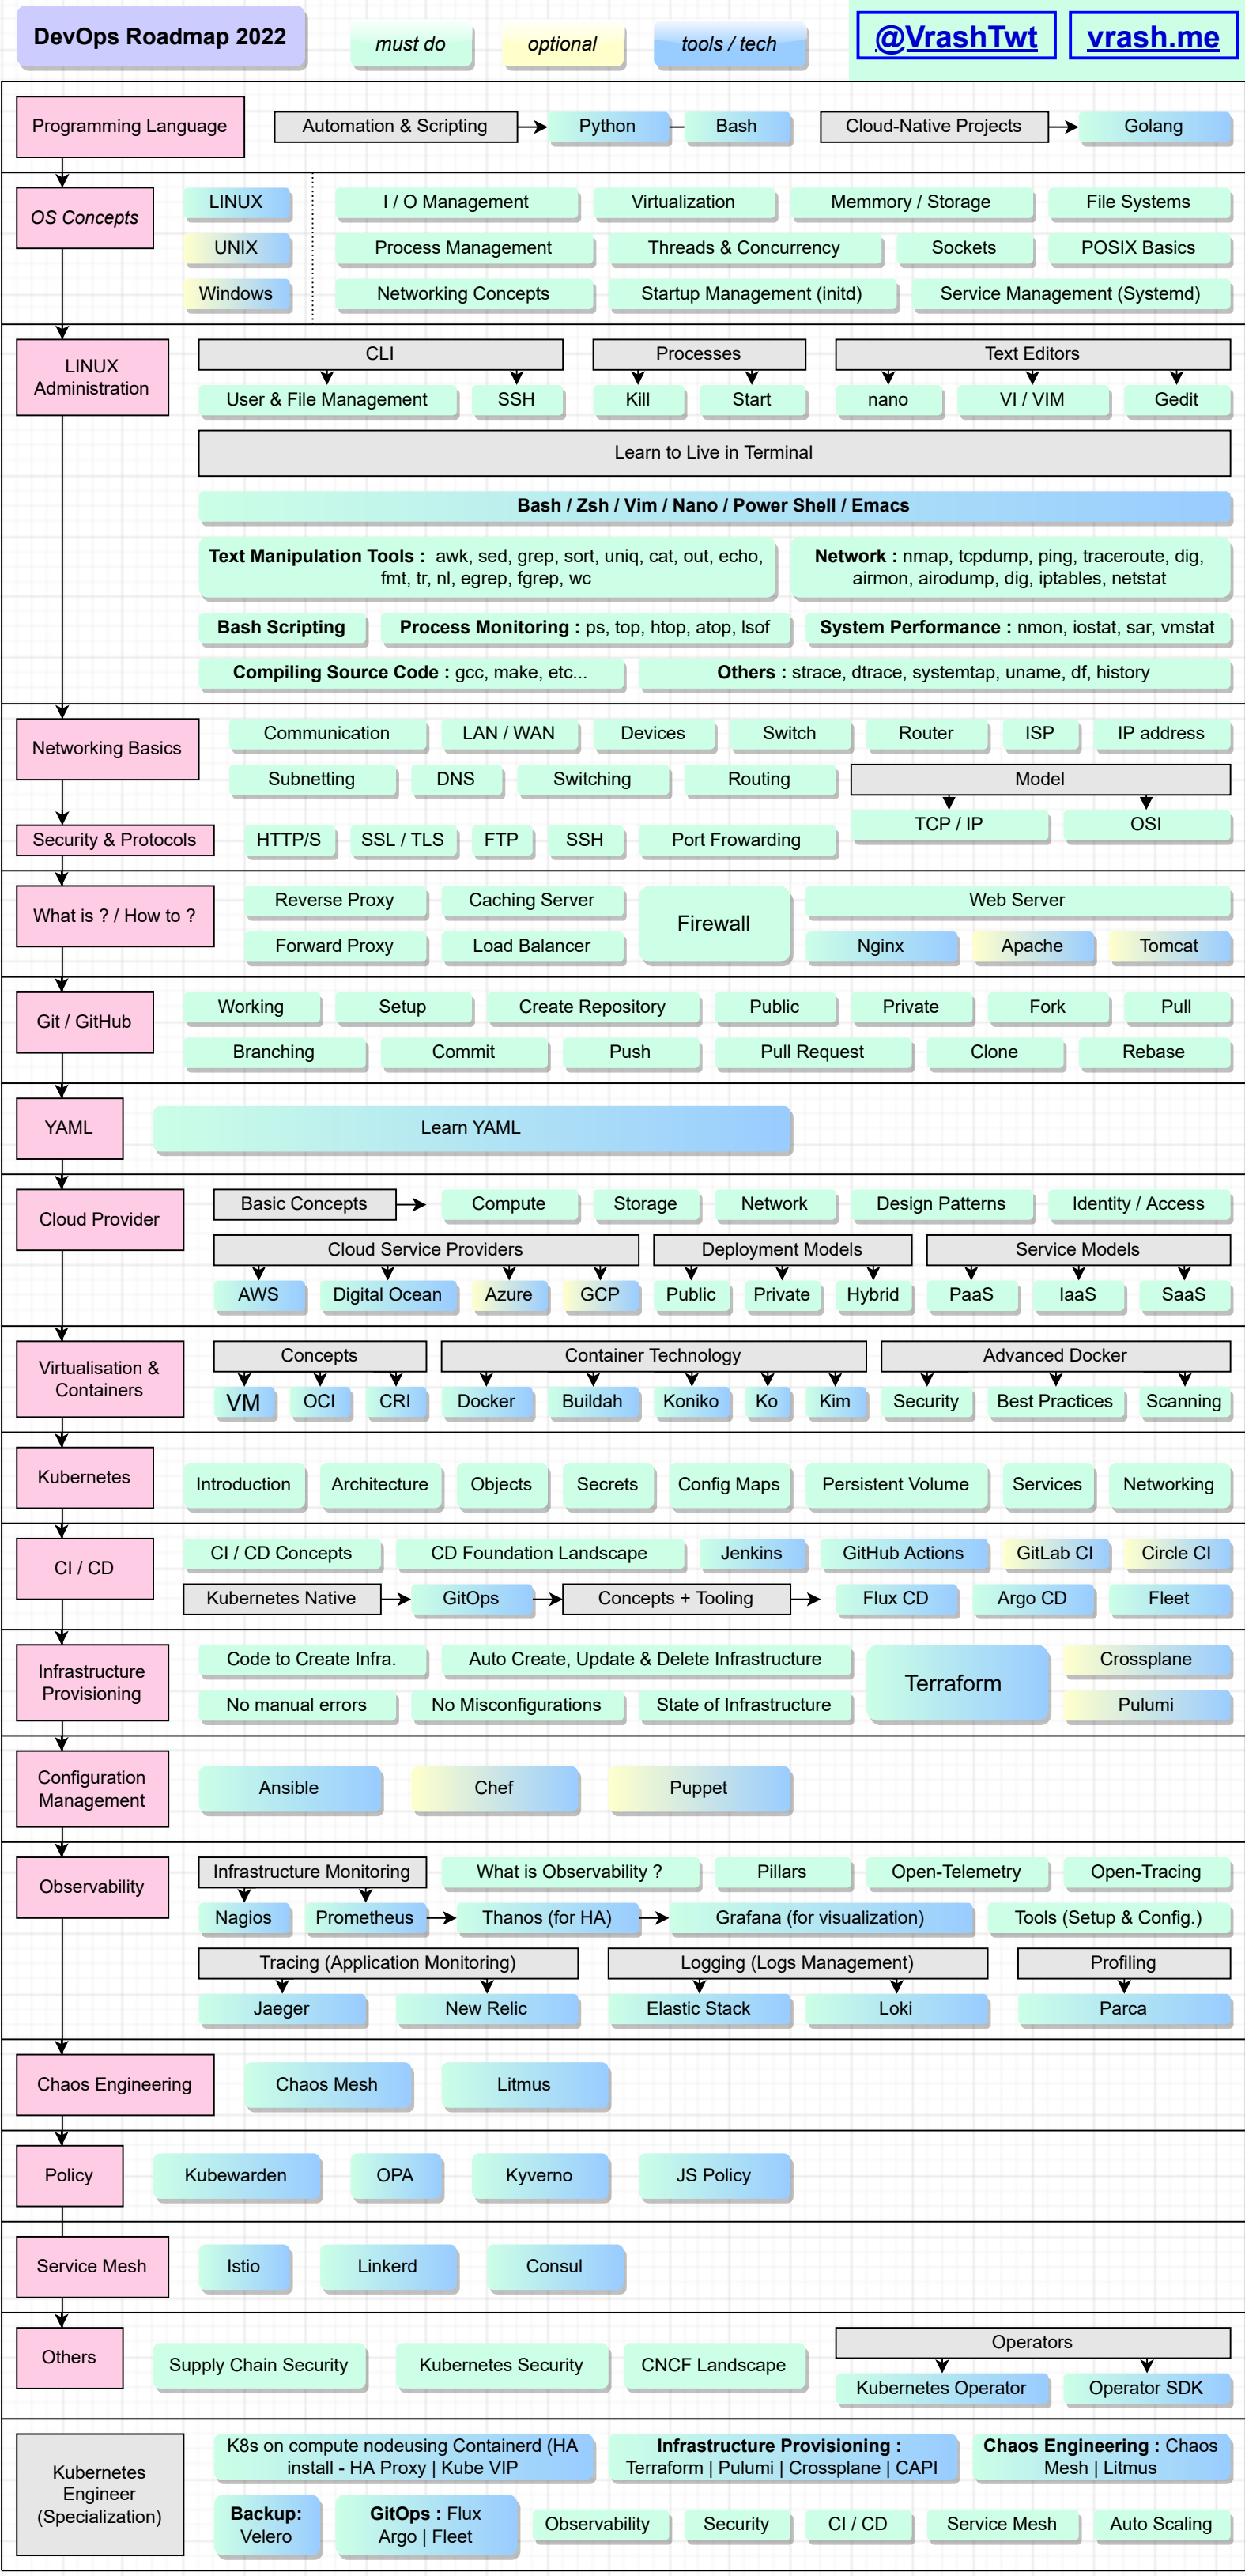 DevOps Roadmap 2022
must do
optional
tools / tech
@VrashTwt
vrash.me
Programming Language
Automation & Scripting
Python
Bash
Cloud-Native Projects
Golang
OS Concepts
LINUX
I / O Management
Virtualization
Memmory / Storage
File Systems
UNIX
Process Management
Threads & Concurrency
Sockets
POSIX Basics
Windows
Networking Concepts
Startup Management (initd)
Service Management (Systemd)
LINUX
Administration
CLI
Processes
Text Editors
User & File Management
SSH
Kill
Start
nano
VI / VIM
Gedit
Learn to Live in Terminal
Bash / Zsh / Vim / Nano / Power Shell / Emacs
Text Manipulation Tools : awk, sed, grep, sort, uniq, cat, out, echo,
fmt, tr, nl, egrep, fgrep, wc
Network : nmap, tcpdump, ping, traceroute, dig,
airmon, airodump, dig, iptables, netstat
Bash Scripting
Process Monitoring : ps, top, htop, atop, lsof
System Performance : nmon, iostat, sar, vmstat
Compiling Source Code : gcc, make, etc...
Others : strace, dtrace, systemtap, uname, df, history
Networking Basics
Communication
LAN / WAN
Devices
Switch
Router
ISP
IP address
Subnetting
DNS
Switching
Routing
Model
TCP / IP
OSI
Security & Protocols
HTTP/S
SSL / TLS
FTP
SSH
Port Frowarding
What is ? / How to ?
Reverse Proxy
Caching Server
Firewall
Web Server
Forward Proxy
Load Balancer
Nginx
Apache
Tomcat
Git / GitHub
Working
Setup
Create Repository
Public
Private
Fork
Pull
Branching
Commit
Push
Pull Request
Clone
Rebase
YAML
Learn YAML
Cloud Provider
Basic Concepts
Compute
Storage
Network
Design Patterns
Identity / Access
Cloud Service Providers
Deployment Models
Service Models
AWS
Digital Ocean
Azure
GCP
Public
Private
Hybrid
PaaS
IaaS
SaaS
Virtualisation &
Containers
Concepts
Container Technology
Advanced Docker
VM
OCI
CRI
Docker
Buildah
Koniko
Ko
Kim
Security
Best Practices
Scanning
Kubernetes
Introduction
Architecture
Objects
Secrets
Config Maps
Persistent Volume
Services
Networking
CI / CD
CI / CD Concepts
CD Foundation Landscape
Jenkins
GitHub Actions
GitLab CI
Circle CI
Kubernetes Native
GitOps
Concepts + Tooling
Flux CD
Argo CD
Fleet
Infrastructure
Provisioning
Code to Create Infra.
Auto Create, Update & Delete Infrastructure
Terraform
Crossplane
No manual errors
No Misconfigurations
State of Infrastructure
Pulumi
Configuration
Management
Ansible
Chef
Puppet
Observability
Infrastructure Monitoring
What is Observability ?
Pillars
Open-Telemetry
Open-Tracing
Nagios
Prometheus
Thanos (for HA)
Grafana (for visualization)
Tools (Setup & Config.)
Tracing (Application Monitoring)
Logging (Logs Management)
Profiling
Jaeger
New Relic
Elastic Stack
Loki
Parca
Chaos Engineering
Chaos Mesh
Litmus
Policy
Kubewarden
OPA
Kyverno
JS Policy
Service Mesh
Istio
Linkerd
Consul
Others
Supply Chain Security
Kubernetes Security
CNCF Landscape
Operators
Kubernetes Operator
Operator SDK
Kubernetes
Engineer
(Specialization)
K8s on compute nodeusing Containerd (HA
install - HA Proxy | Kube VIP
Infrastructure Provisioning :
Terraform | Pulumi | Crossplane | CAPI
Chaos Engineering : Chaos
Mesh | Litmus
Backup:
Velero
GitOps : Flux
Argo | Fleet
Observability
Security
CI / CD
Service Mesh
Auto Scaling